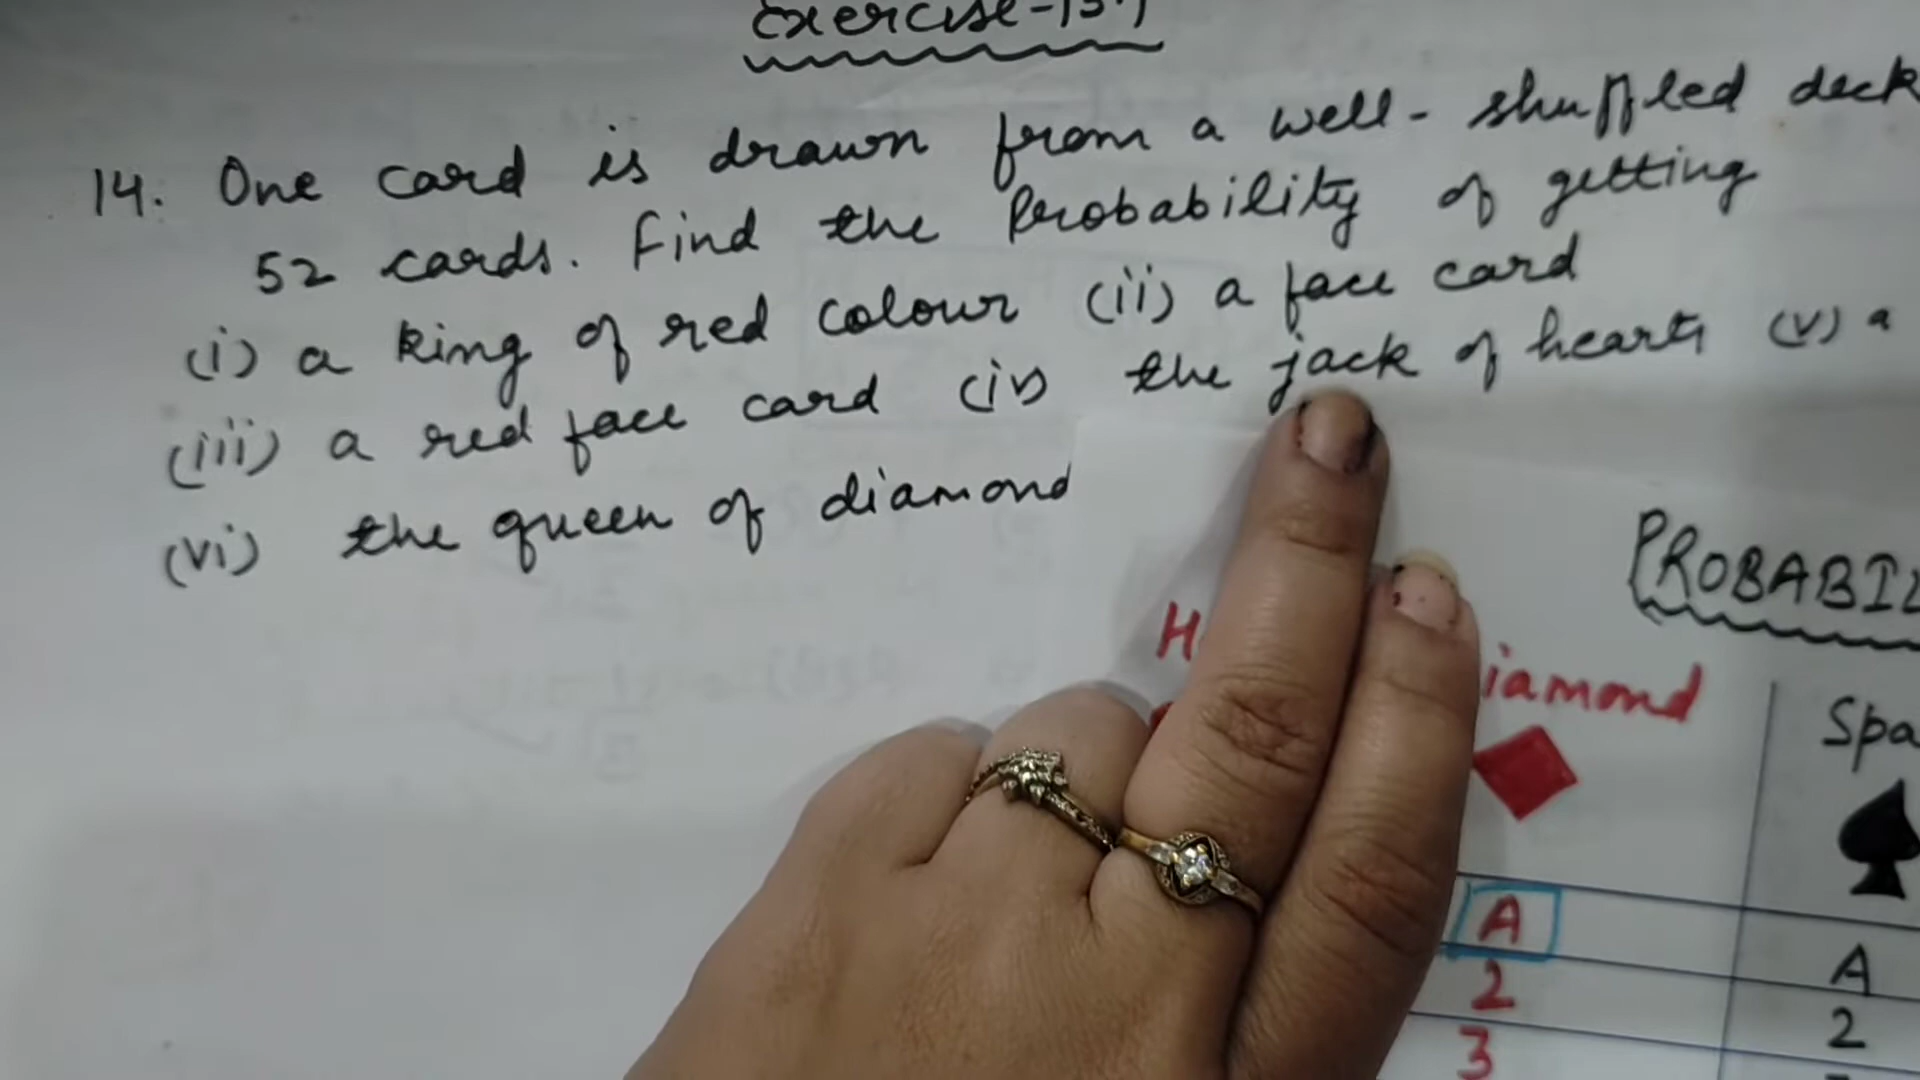 Exercise-15.1
14. One card is drawn from a well-shuffled deck
52 cards. Find the Probability of getting
(i) a king of red colour (ii) a face card
(iii) a red face card (iv) the jack of hearts (v) a
(vi) the queen of diamond
PROBABIL
H
iamond
Spa
A
A
2
2
3